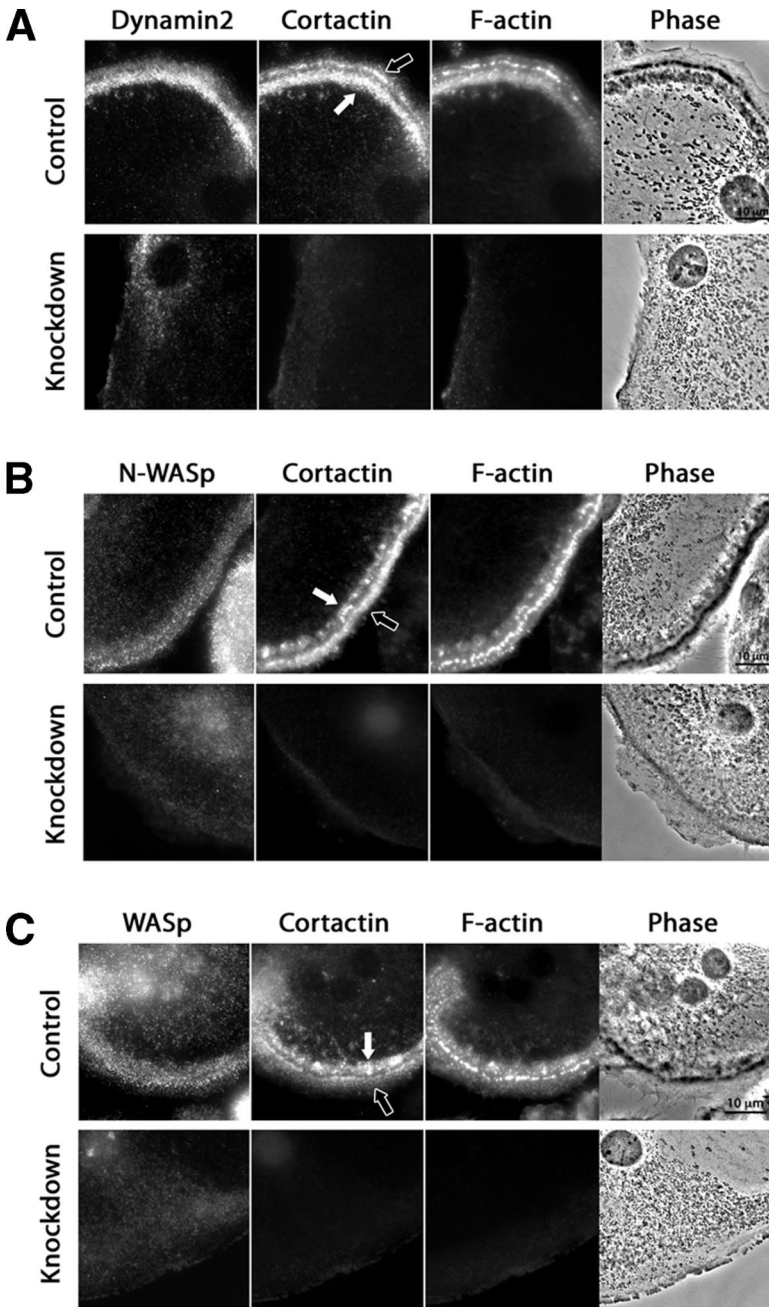 A
Dynamin2 Cortactin F-actin Phase
Control
10 µm
Knockdown
B
N-WASp Cortactin F-actin Phase
Control
10 µm
Knockdown
C
WASp Cortactin F-actin Phase
Control
10 µm
Knockdown